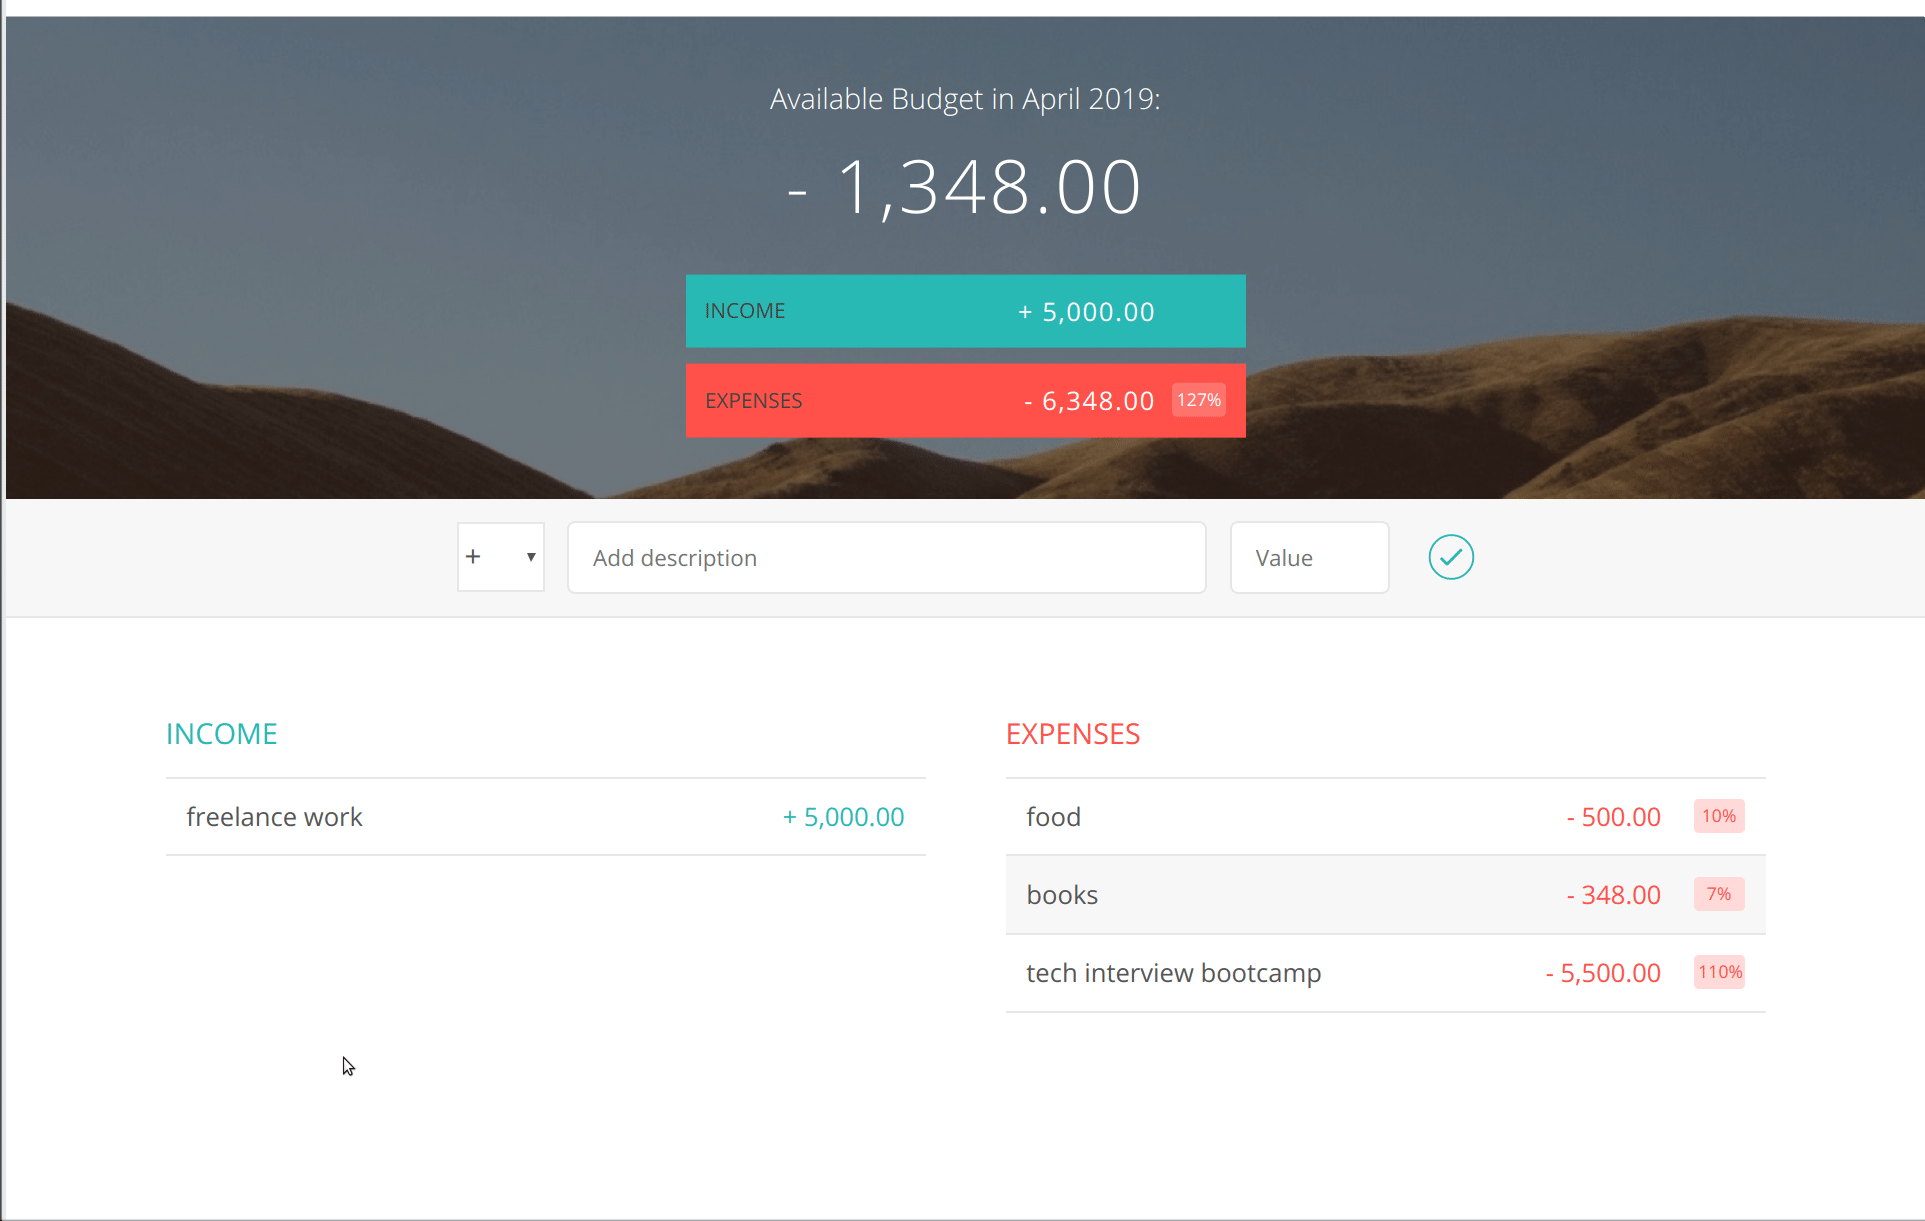 Available Budget in April 2019:
- 1,348.00
INCOME + 5,000.00
EXPENSES - 6,348.00 127%
+ Add description Value
INCOME
freelance work + 5,000.00
EXPENSES
food - 500.00 10%
books - 348.00 7%
tech interview bootcamp - 5,500.00 110%